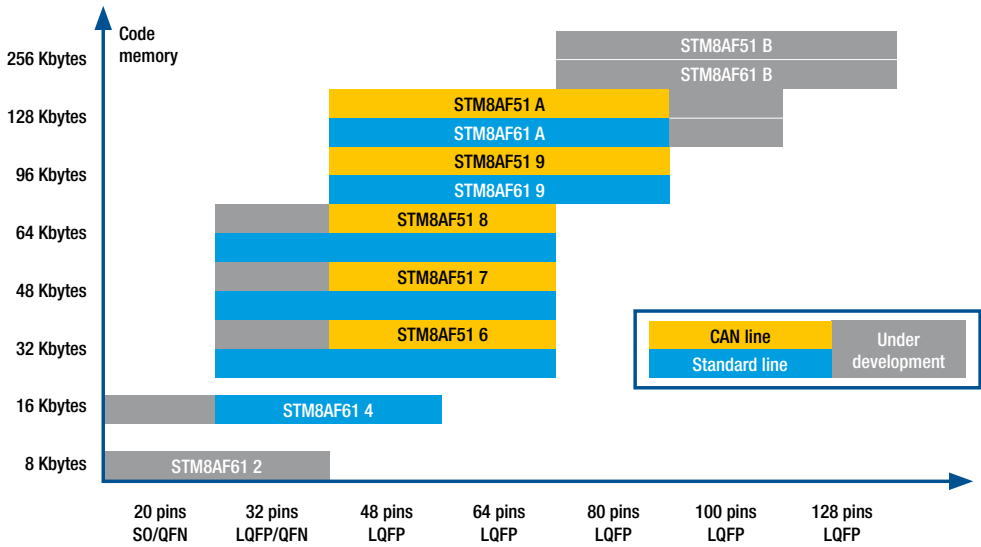 Code
memory
256 Kbytes
STM8AF51 B
STM8AF61 B
128 Kbytes
STM8AF51 A
STM8AF61 A
96 Kbytes
STM8AF51 9
STM8AF61 9
64 Kbytes
STM8AF51 8
48 Kbytes
STM8AF51 7
32 Kbytes
STM8AF51 6
CAN line
Standard line
Under
development
16 Kbytes
STM8AF61 4
8 Kbytes
STM8AF61 2
20 pins
SO/QFN
32 pins
LQFP/QFN
48 pins
LQFP
64 pins
LQFP
80 pins
LQFP
100 pins
LQFP
128 pins
LQFP